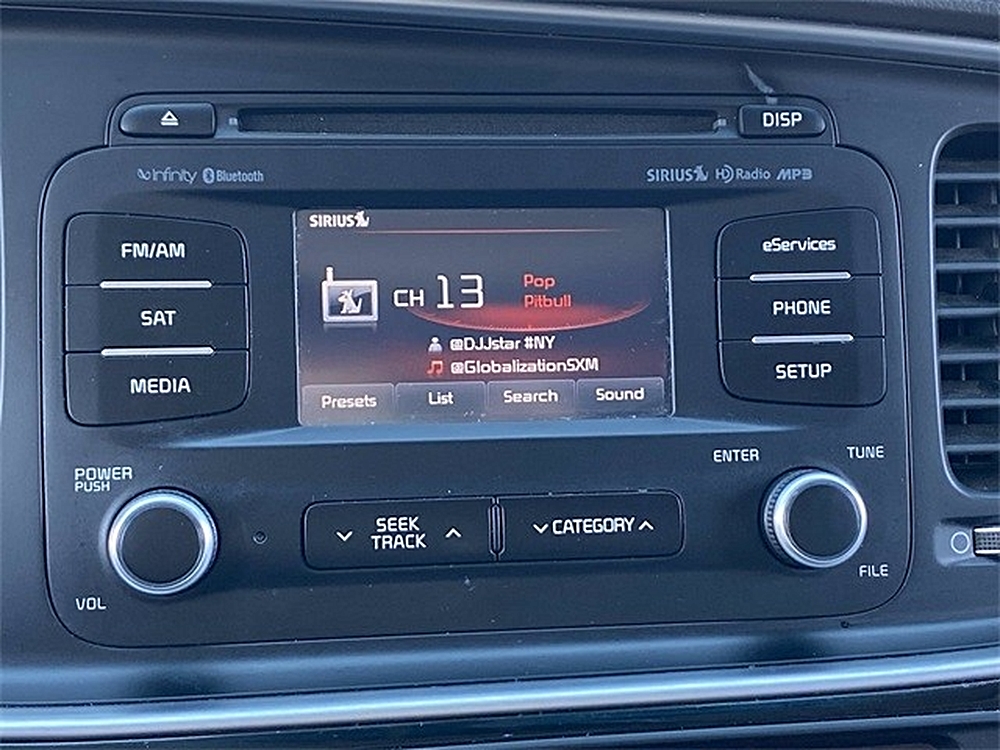 DISP
Infinity Bluetooth
SIRIUS HD Radio MP3
FM/AM
SAT
MEDIA
SIRIUS
CH 13
Pop
Pitbull
@DJJstar #NY
@GlobalizationSXM
Presets List Search Sound
eServices
PHONE
SETUP
POWER
PUSH
VOL
SEEK
TRACK
CATEGORY
ENTER
TUNE
FILE